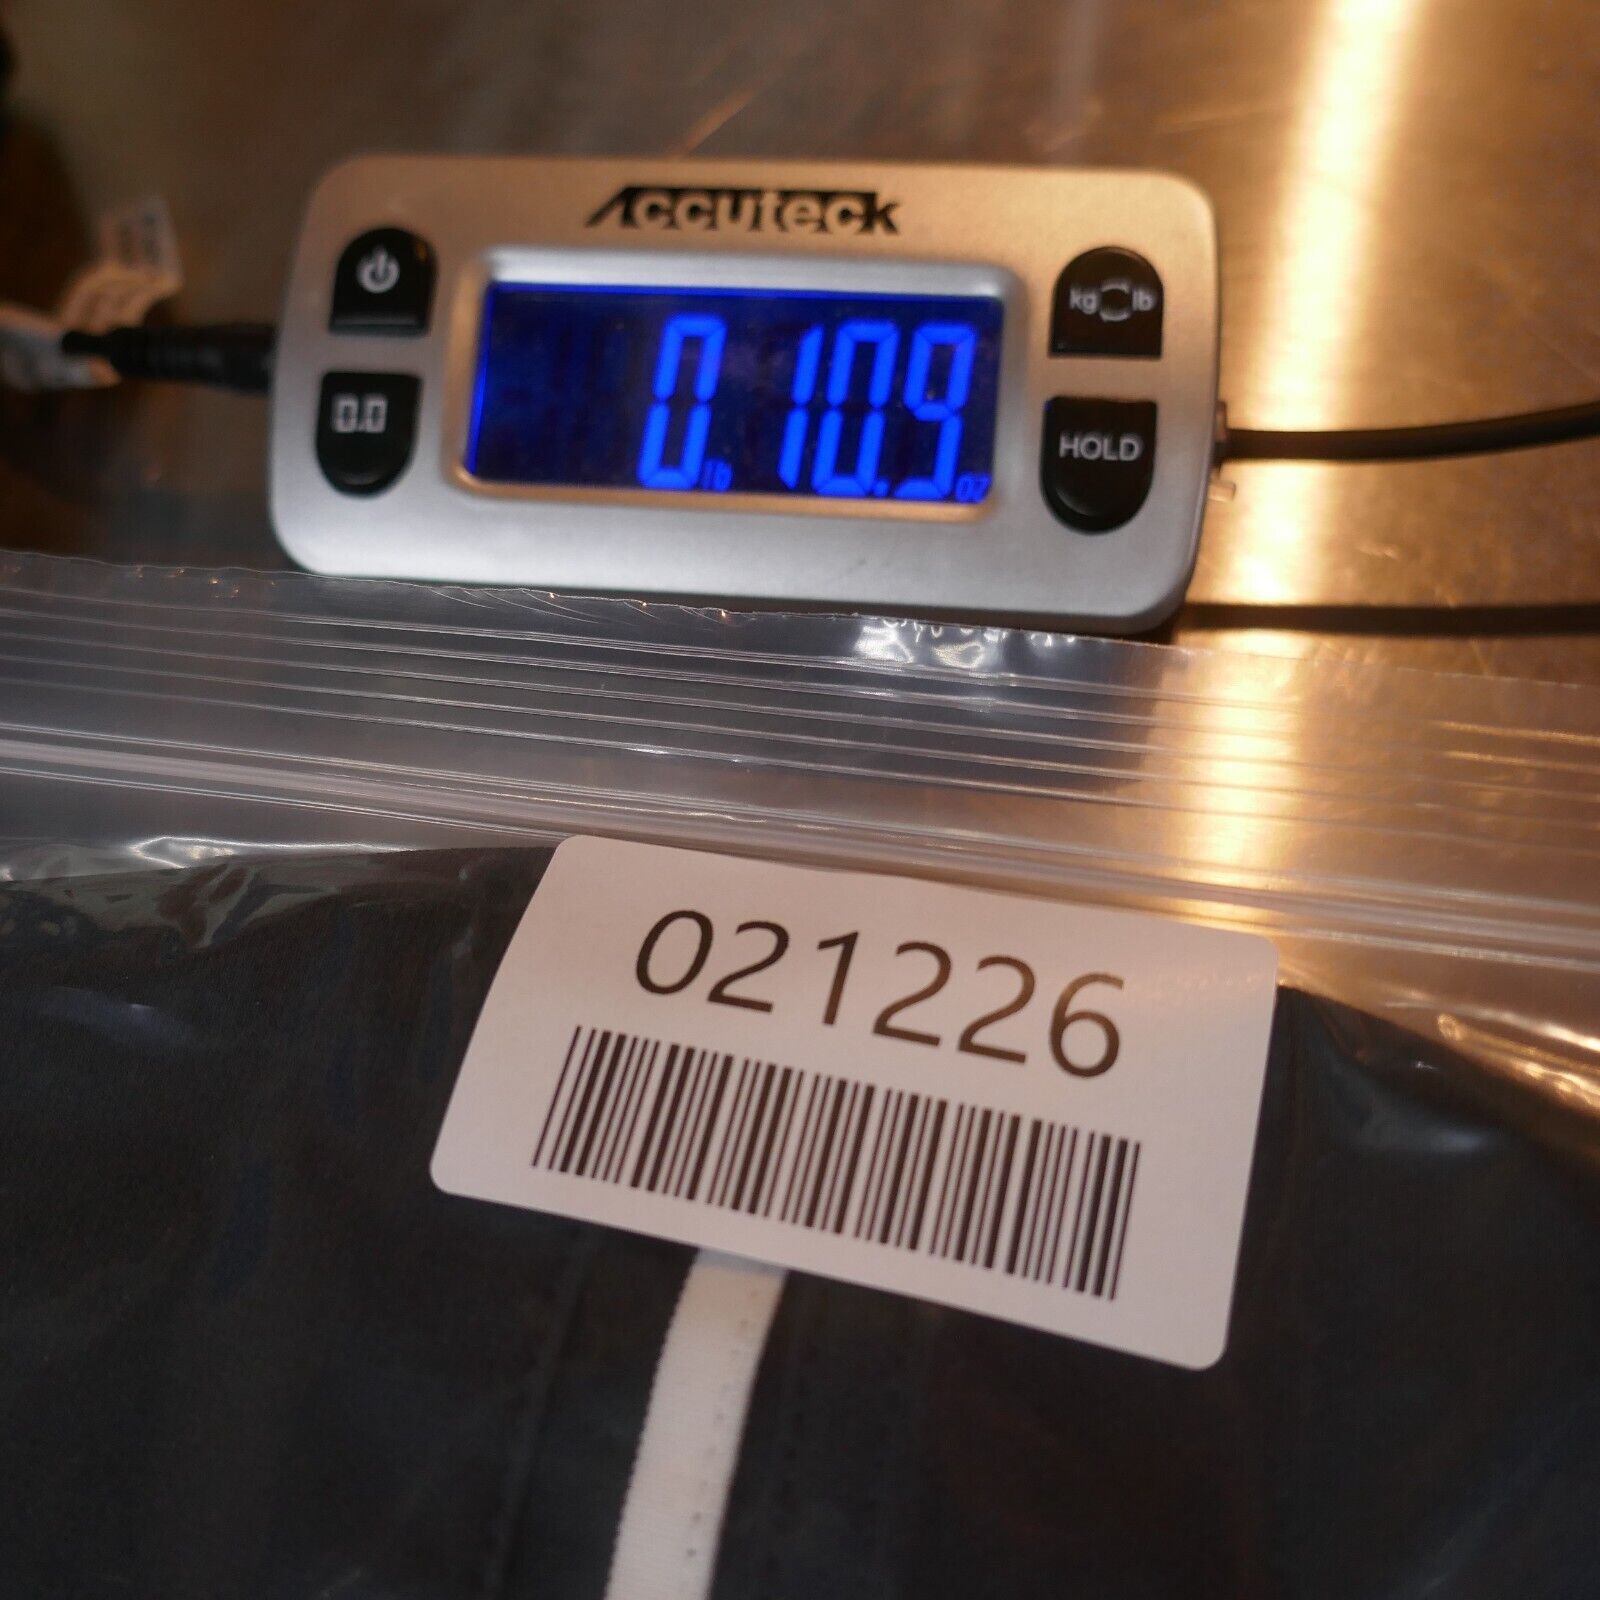 Accuteck
kg lb
0 lb 10.9 oz
0.0
HOLD
021226